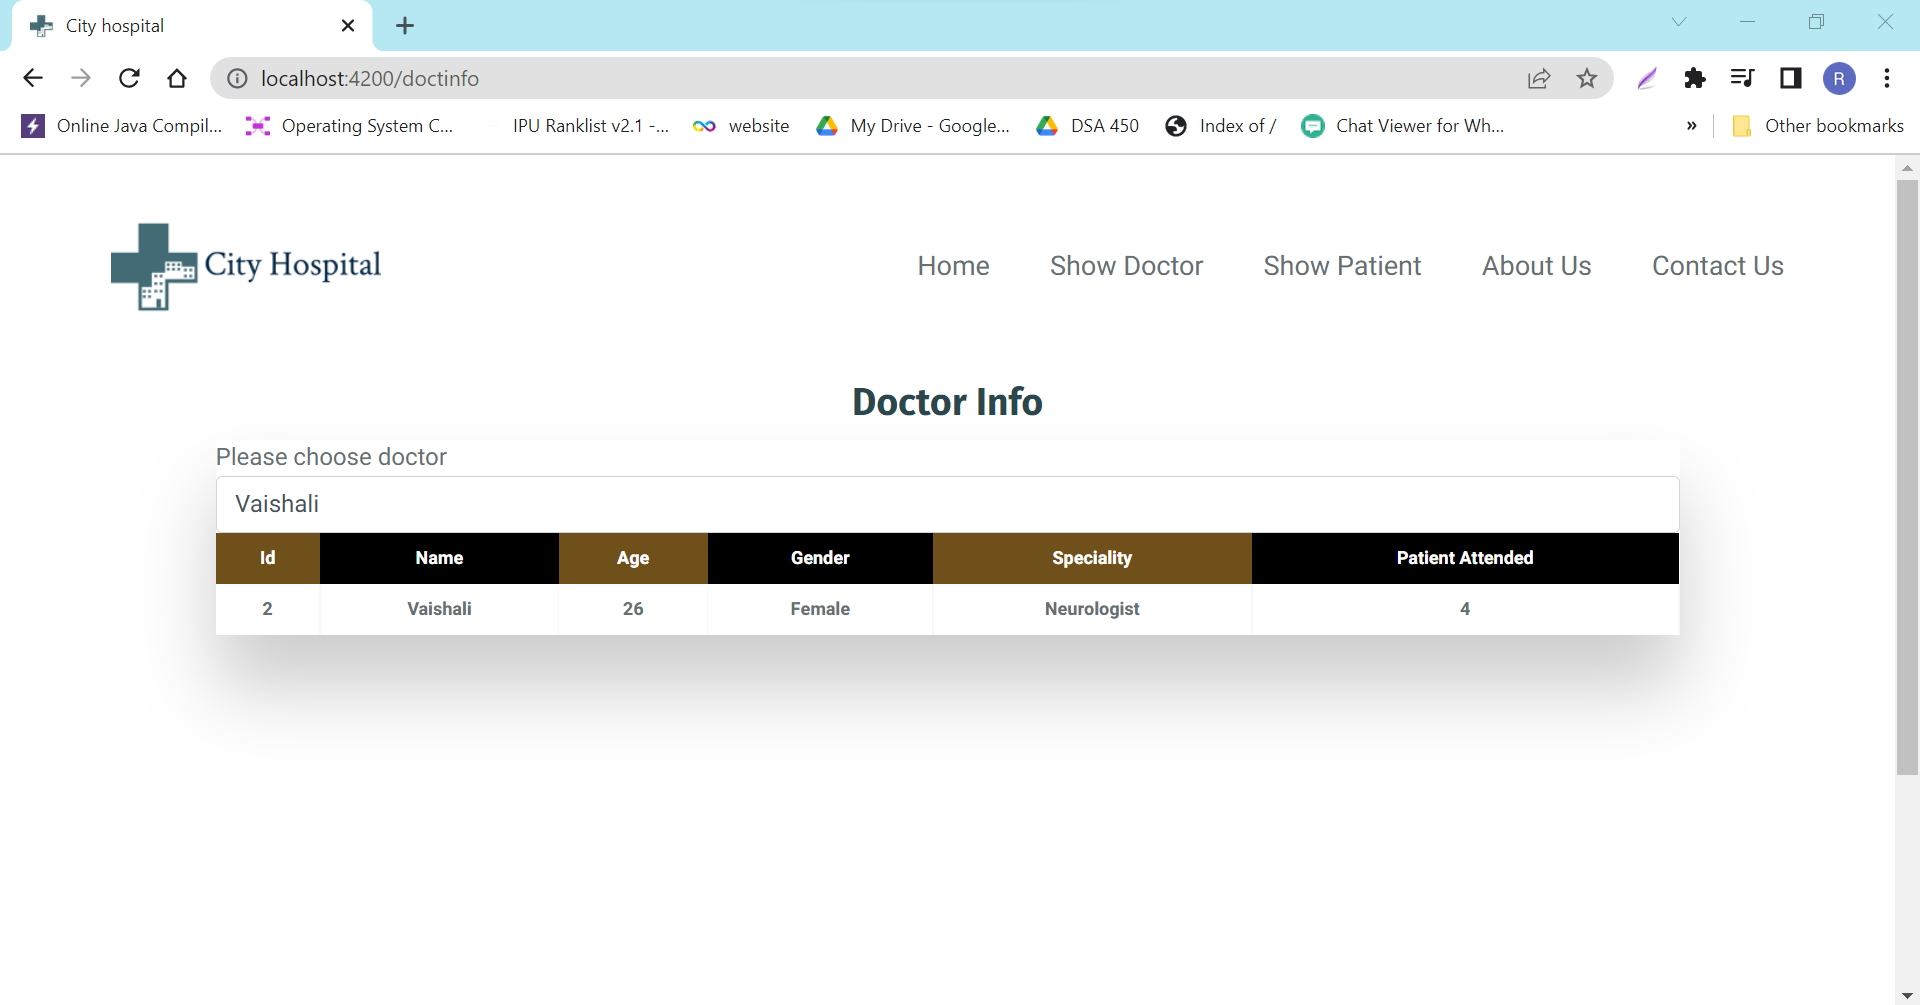 City hospital
localhost:4200/doctinfo
R
Online Java Compil... Operating System C... IPU Ranklist v2.1 -... website My Drive - Google... DSA 450 Index of / Chat Viewer for Wh... » Other bookmarks
City Hospital Home Show Doctor Show Patient About Us Contact Us
Doctor Info
Please choose doctor
Vaishali
Id Name Age Gender Speciality Patient Attended
2 Vaishali 26 Female Neurologist 4